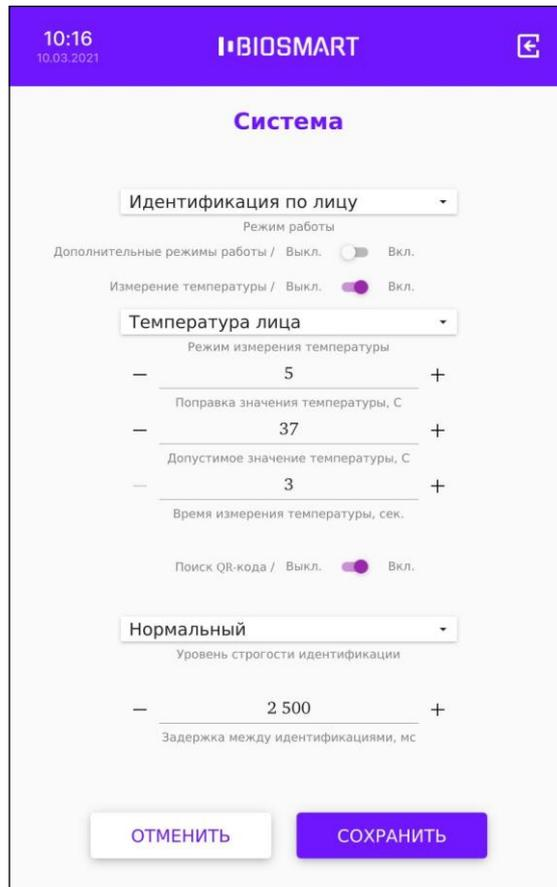 10:16
10.03.2021
BIOSMART
Система
Идентификация по лицу
Режим работы
Дополнительные режимы работы / Выкл. Вкл.
Измерение температуры / Выкл. Вкл.
Температура лица
Режим измерения температуры
— 5 +
Поправка значения температуры, С
— 37 +
Допустимое значение температуры, С
— 3 +
Время измерения температуры, сек.
Поиск QR-кода / Выкл. Вкл.
Нормальный
Уровень строгости идентификации
— 2 500 +
Задержка между идентификациями, мс
ОТМЕНИТЬ СОХРАНИТЬ